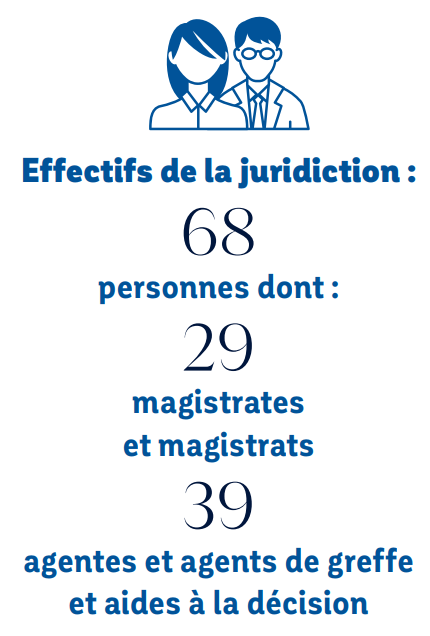 Effectifs de la juridiction :
68
personnes dont :
29
magistrates
et magistrats
39
agentes et agents de greffe
et aides à la décision